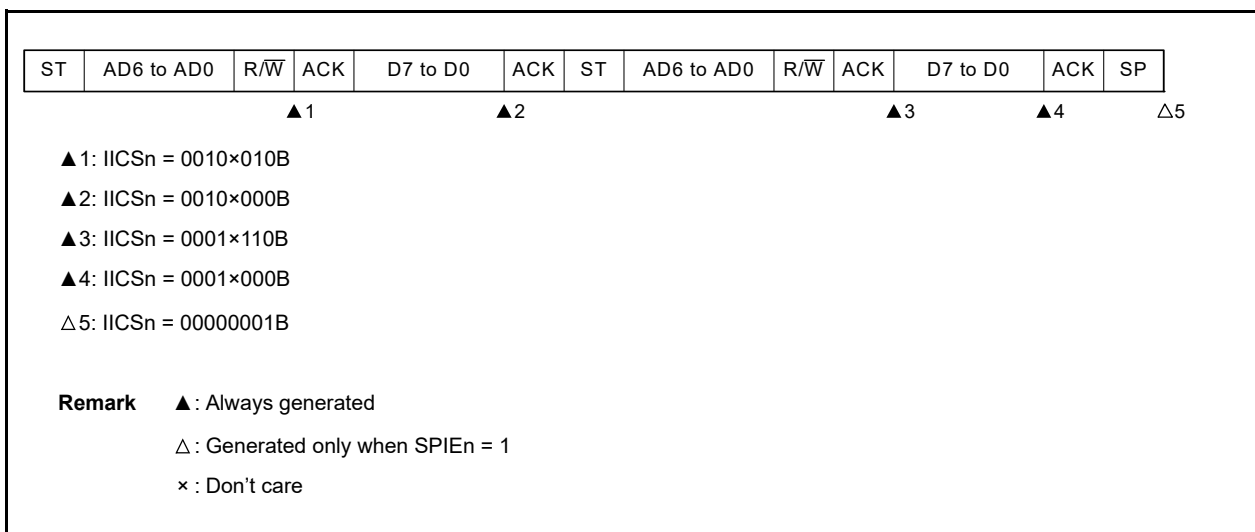 ST AD6 to AD0 R/W̅ ACK D7 to D0 ACK ST AD6 to AD0 R/W̅ ACK D7 to D0 ACK SP
▲1 ▲2 ▲3 ▲4 △5
▲1: IICSn = 0010×010B
▲2: IICSn = 0010×000B
▲3: IICSn = 0001×110B
▲4: IICSn = 0001×000B
△5: IICSn = 00000001B
Remark ▲: Always generated
△: Generated only when SPIEn = 1
×: Don't care